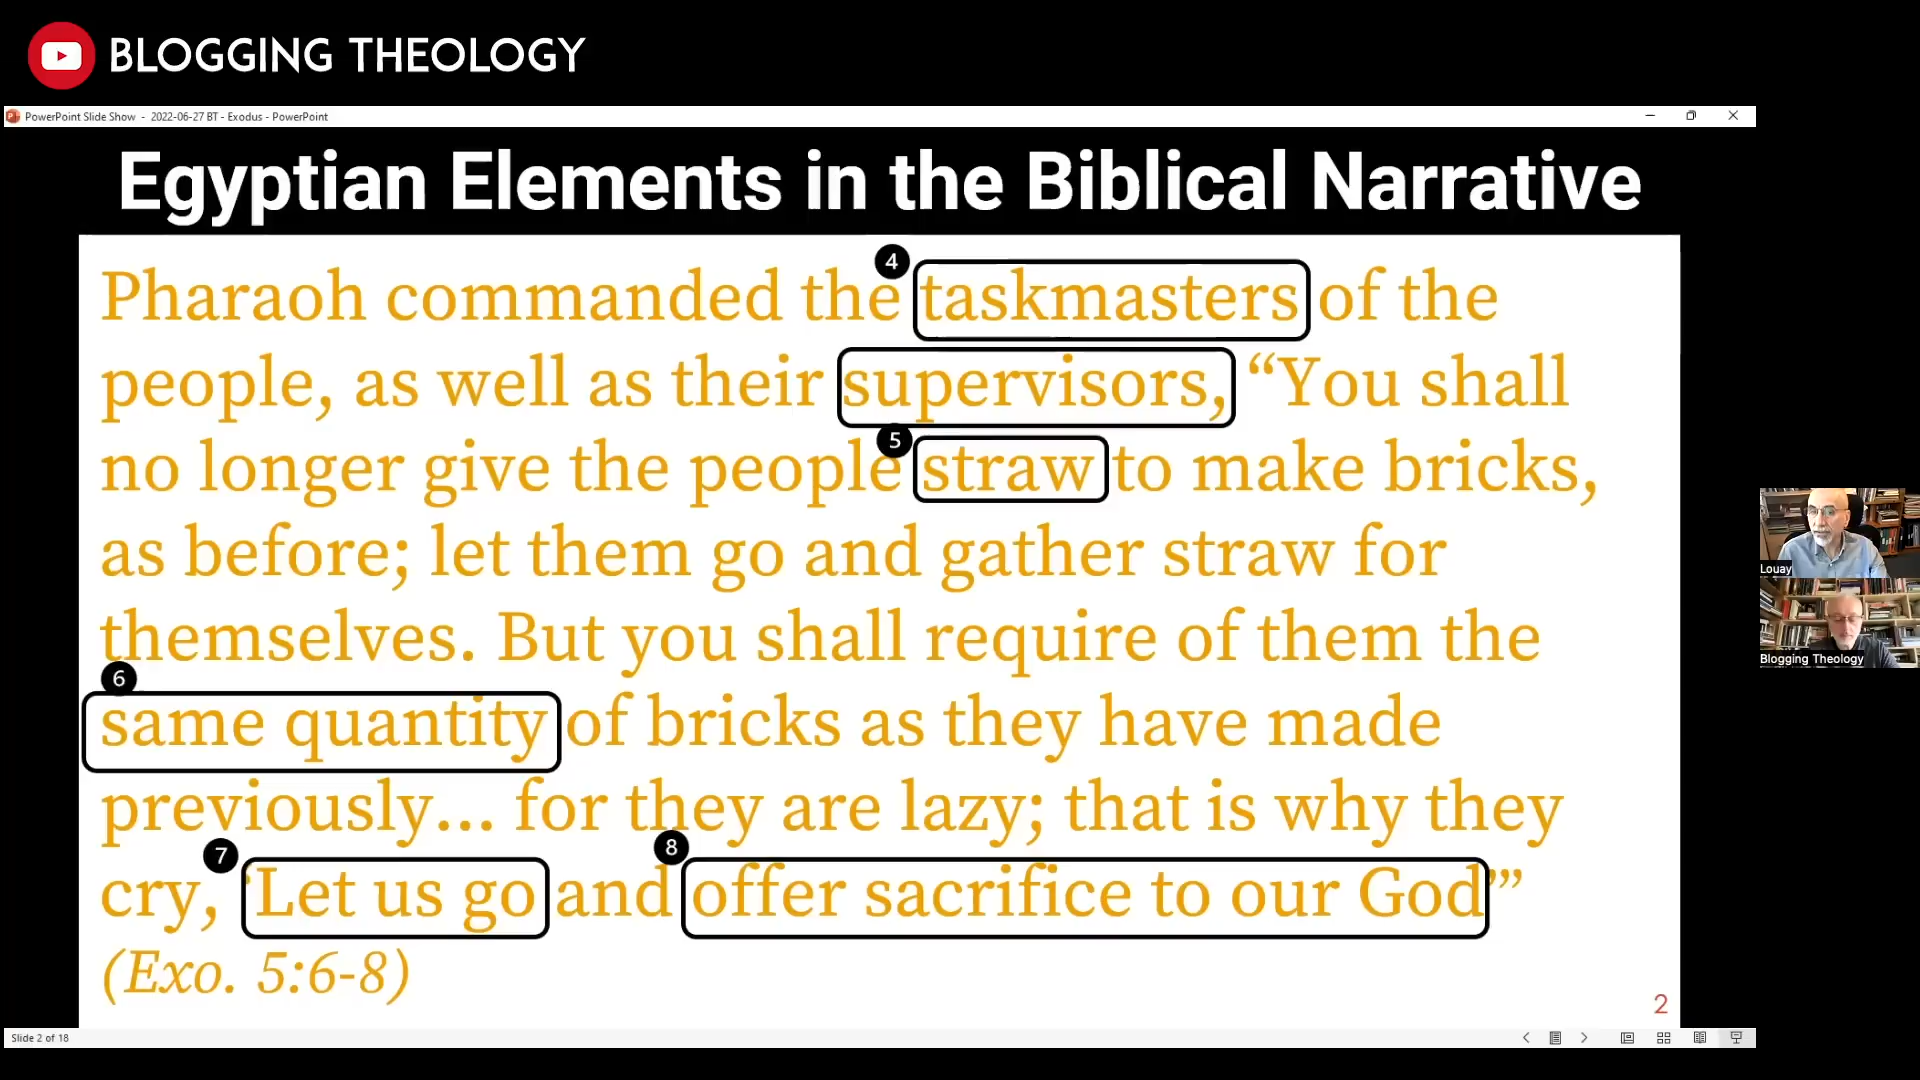 BLOGGING THEOLOGY
PowerPoint Slide Show - 2022-06-27 BT - Exodus - PowerPoint
Egyptian Elements in the Biblical Narrative
4
Pharaoh commanded the taskmasters of the
people, as well as their supervisors, “You shall
5
no longer give the people straw to make bricks,
as before; let them go and gather straw for
themselves. But you shall require of them the
6
same quantity of bricks as they have made
previously... for they are lazy; that is why they
7 8
cry, ‘Let us go and offer sacrifice to our God’”
(Exo. 5:6-8)
2
Louay
Blogging Theology
Slide 2 of 18